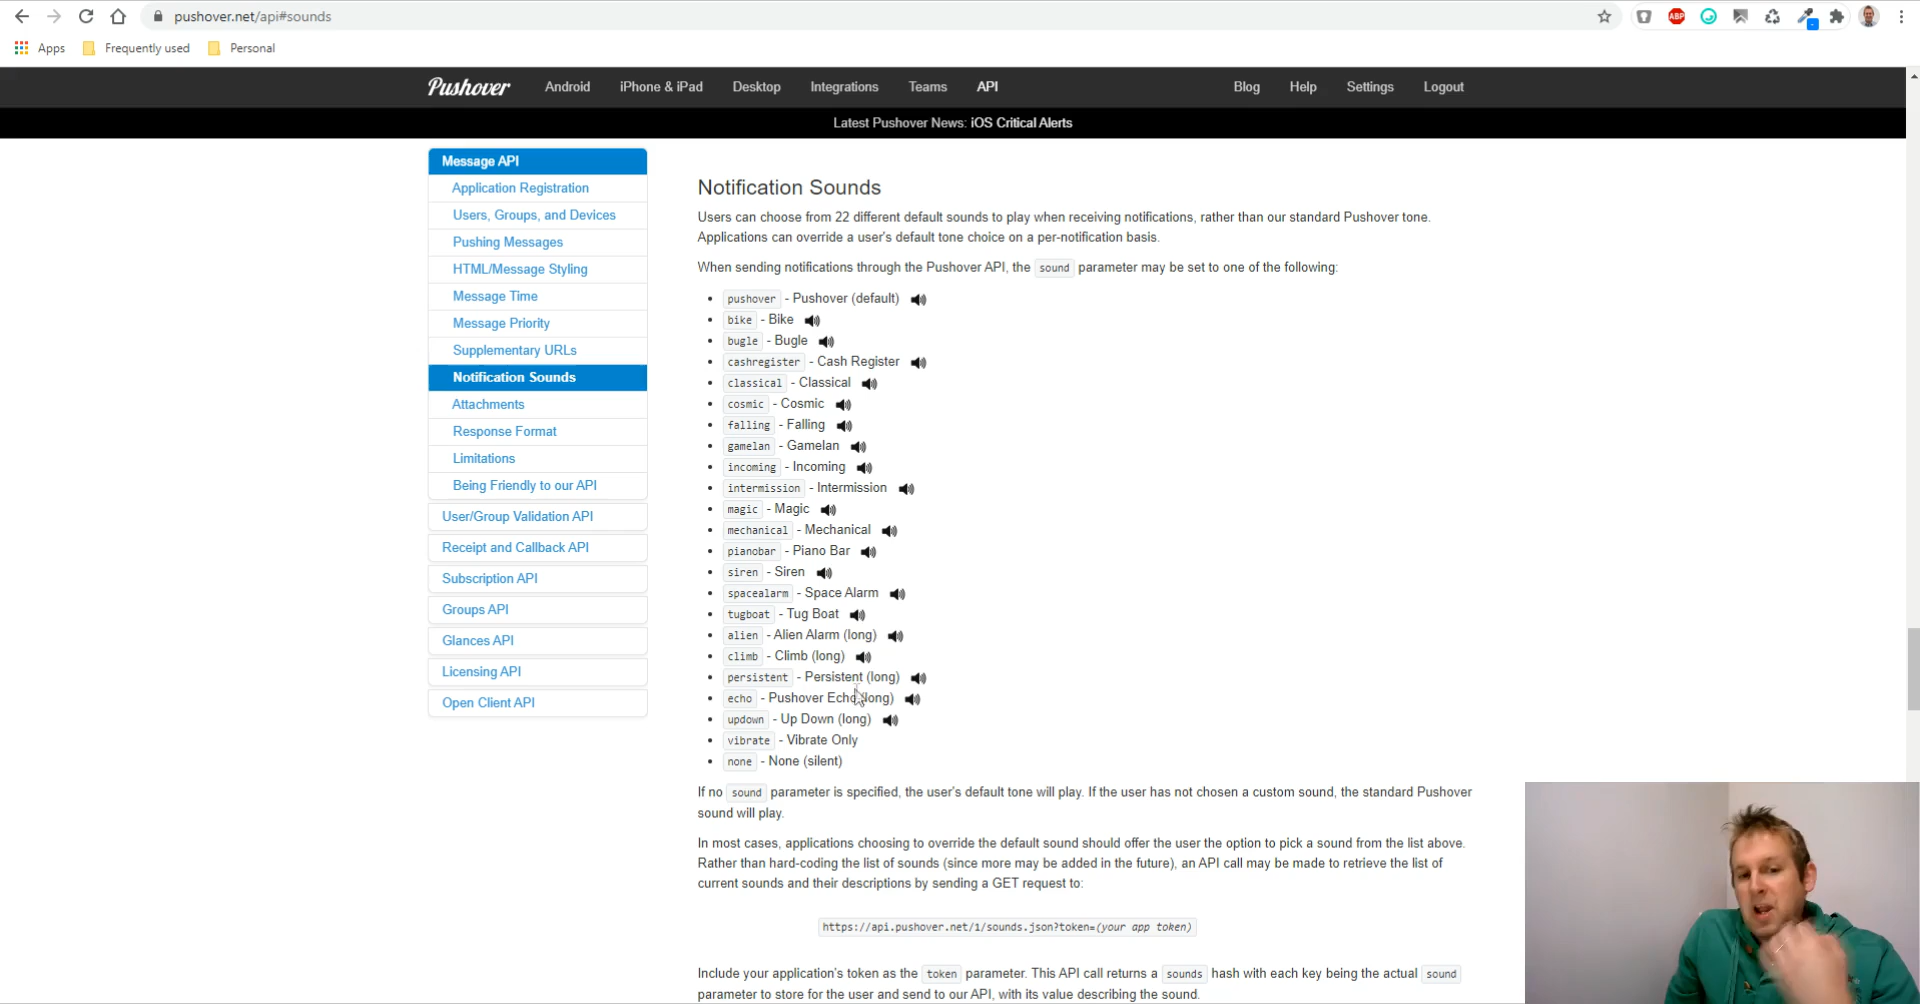 pushover.net/api#sounds
ABP
Apps
Frequently used
Personal
Pushover
Android
iPhone & iPad
Desktop
Integrations
Teams
API
Blog
Help
Settings
Logout
Latest Pushover News: iOS Critical Alerts
Message API
Application Registration
Users, Groups, and Devices
Pushing Messages
HTML/Message Styling
Message Time
Message Priority
Supplementary URLs
Notification Sounds
Attachments
Response Format
Limitations
Being Friendly to our API
User/Group Validation API
Receipt and Callback API
Subscription API
Groups API
Glances API
Licensing API
Open Client API
Notification Sounds
Users can choose from 22 different default sounds to play when receiving notifications, rather than our standard Pushover tone.
Applications can override a user's default tone choice on a per-notification basis.
When sending notifications through the Pushover API, the sound parameter may be set to one of the following:
• pushover - Pushover (default)
• bike - Bike
• bugle - Bugle
• cashregister - Cash Register
• classical - Classical
• cosmic - Cosmic
• falling - Falling
• gamelan - Gamelan
• incoming - Incoming
• intermission - Intermission
• magic - Magic
• mechanical - Mechanical
• pianobar - Piano Bar
• siren - Siren
• spacealarm - Space Alarm
• tugboat - Tug Boat
• alien - Alien Alarm (long)
• climb - Climb (long)
• persistent - Persistent (long)
• echo - Pushover Echo (long)
• updown - Up Down (long)
• vibrate - Vibrate Only
• none - None (silent)
If no sound parameter is specified, the user's default tone will play. If the user has not chosen a custom sound, the standard Pushover
sound will play.
In most cases, applications choosing to override the default sound should offer the user the option to pick a sound from the list above.
Rather than hard-coding the list of sounds (since more may be added in the future), an API call may be made to retrieve the list of
current sounds and their descriptions by sending a GET request to:
https://api.pushover.net/1/sounds.json?token=(your app token)
Include your application's token as the token parameter. This API call returns a sounds hash with each key being the actual sound
parameter to store for the user and send to our API, with its value describing the sound.